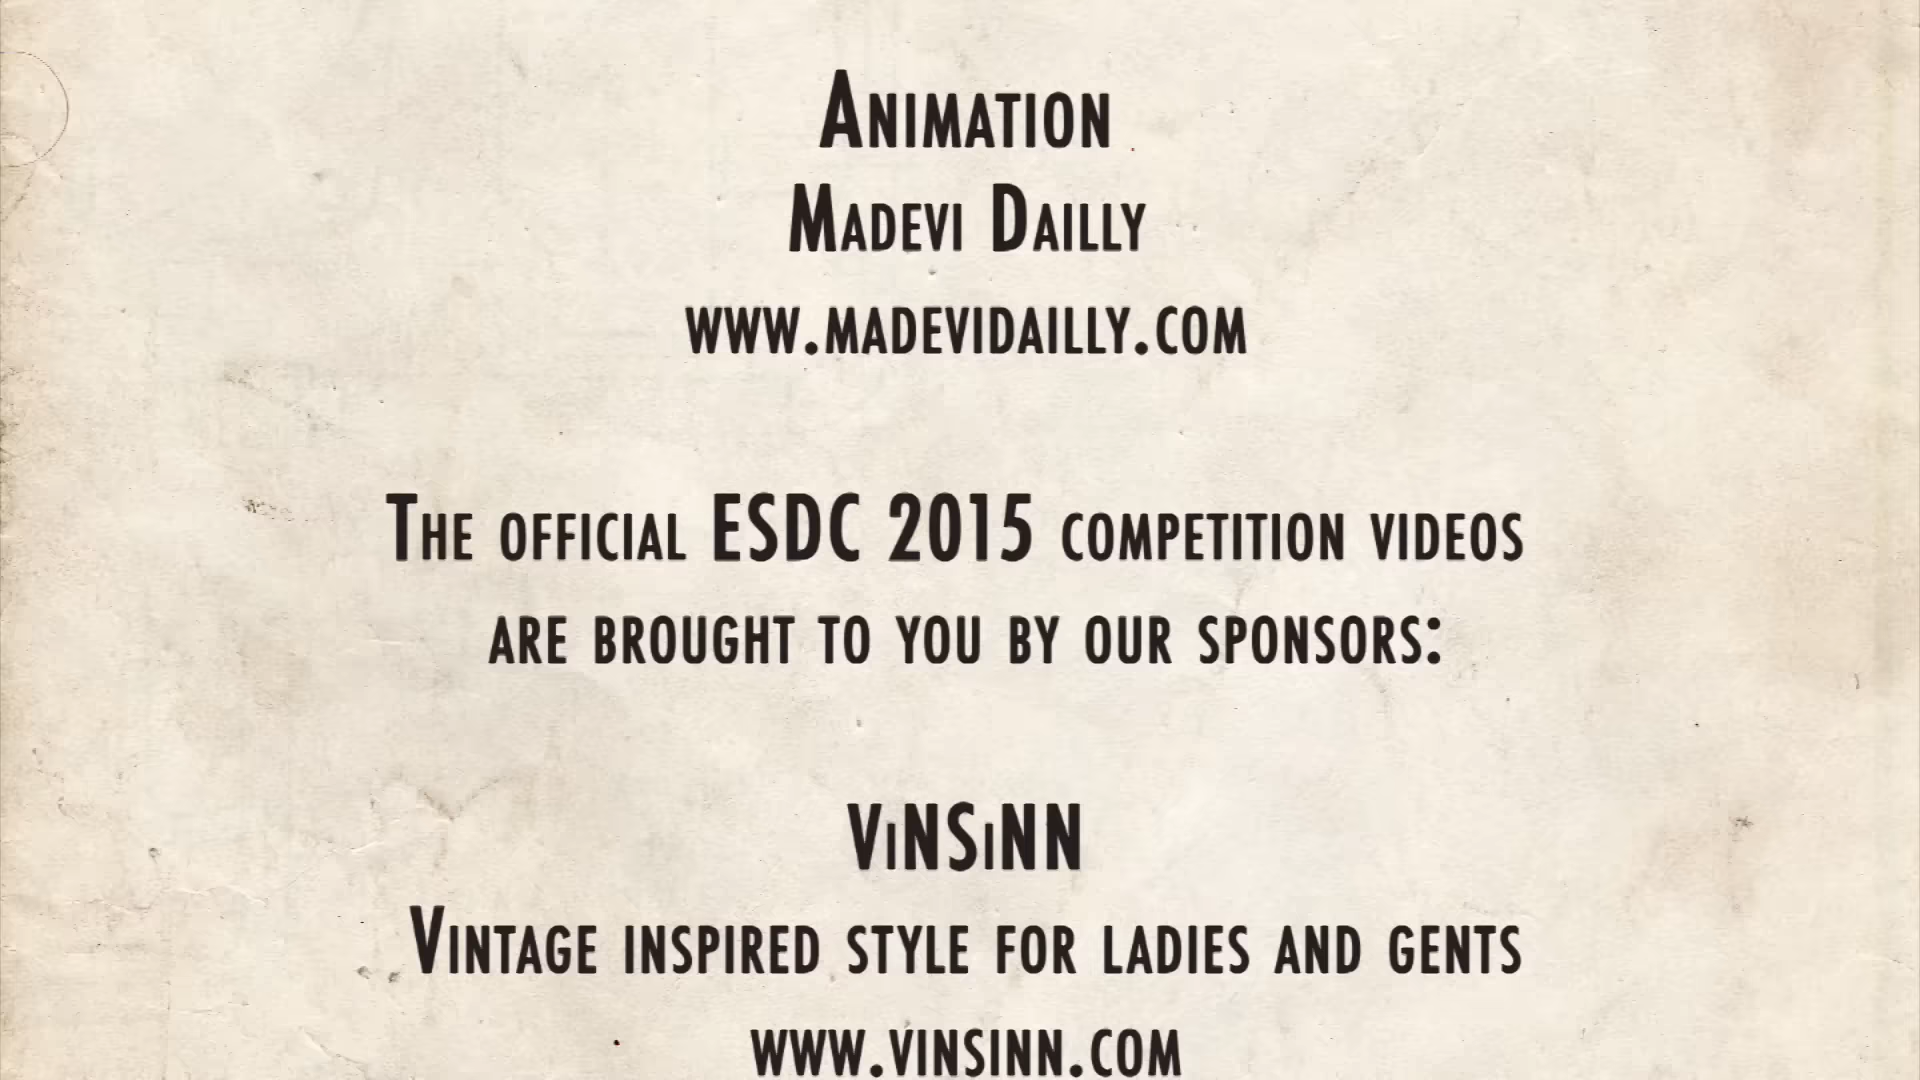 Animation
Madevi Dailly
www.madevidailly.com
The official ESDC 2015 competition videos
are brought to you by our sponsors:
ViNSiNN
Vintage inspired style for ladies and gents
www.vinsinn.com